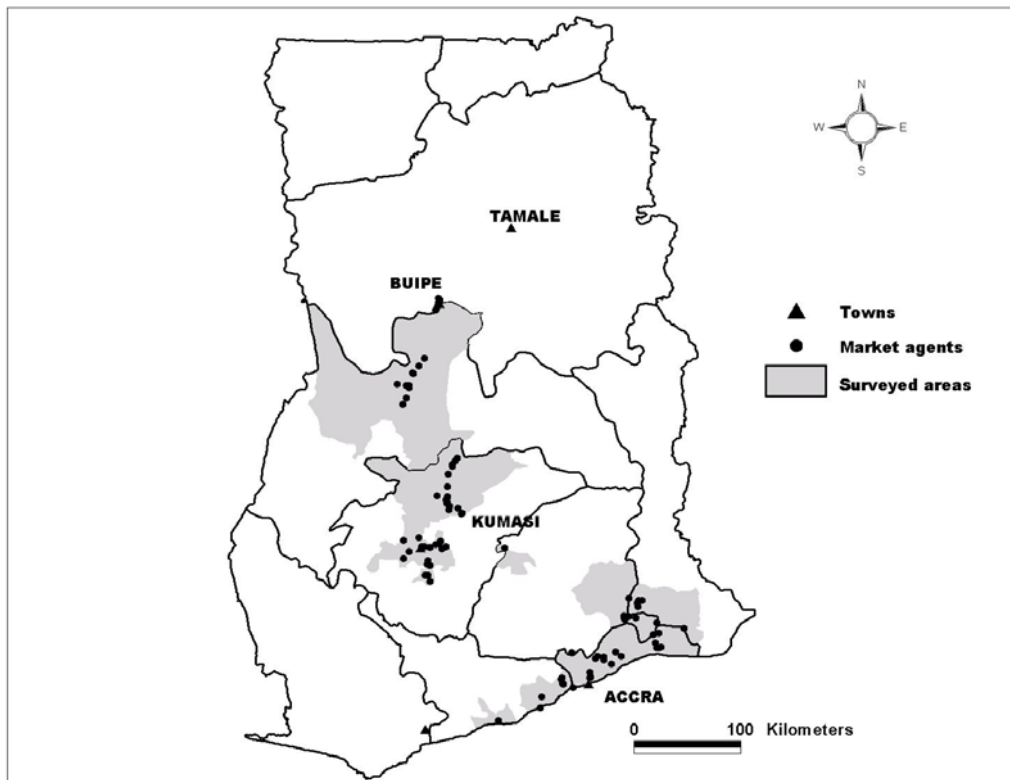 N
W E
S
TAMALE
BUIPE
Towns
Market agents
Surveyed areas
KUMASI
ACCRA
0 100 Kilometers